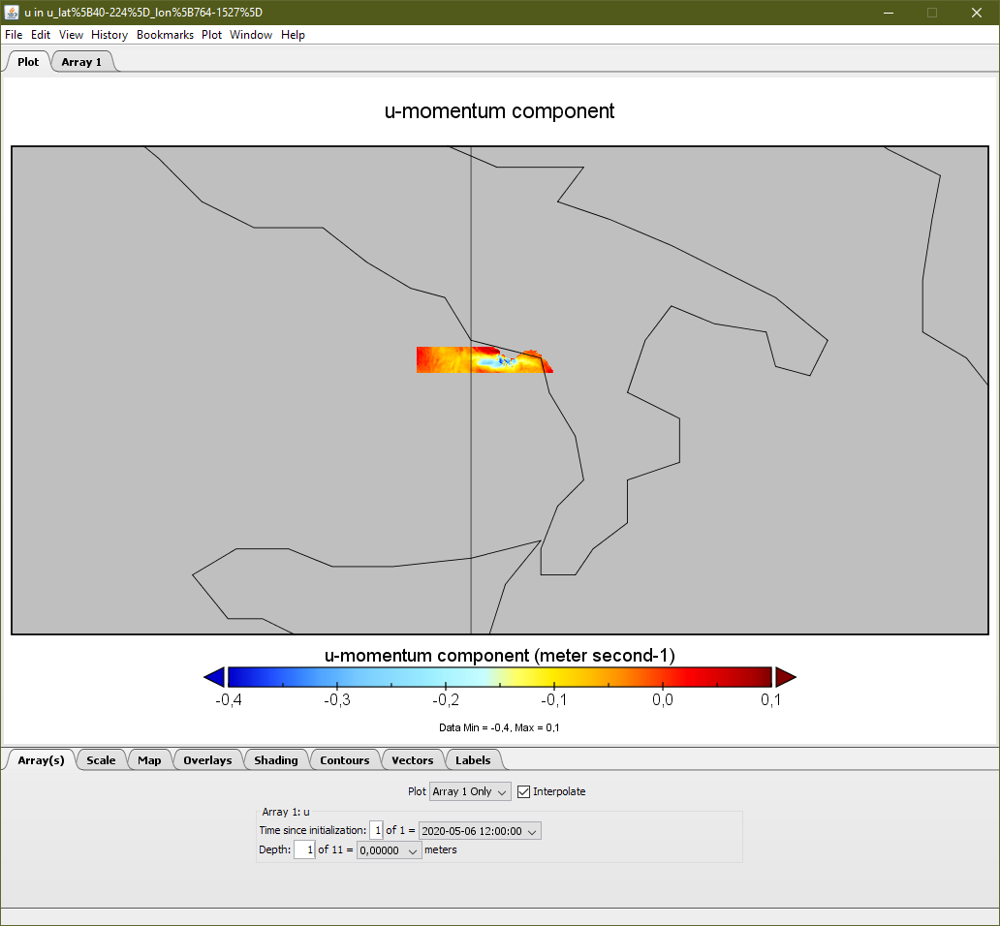 u in u_lat%5B40-224%5D_lon%5B764-1527%5D
File Edit View History Bookmarks Plot Window Help
Plot Array 1
u-momentum component
u-momentum component (meter second-1)
-0,4 -0,3 -0,2 -0,1 0,0 0,1
Data Min = -0,4, Max = 0,1
Array(s) Scale Map Overlays Shading Contours Vectors Labels
Plot Array 1 Only Interpolate
Array 1: u
Time since initialization: 1 of 1 = 2020-05-06 12:00:00
Depth: 1 of 11 = 0,00000 meters